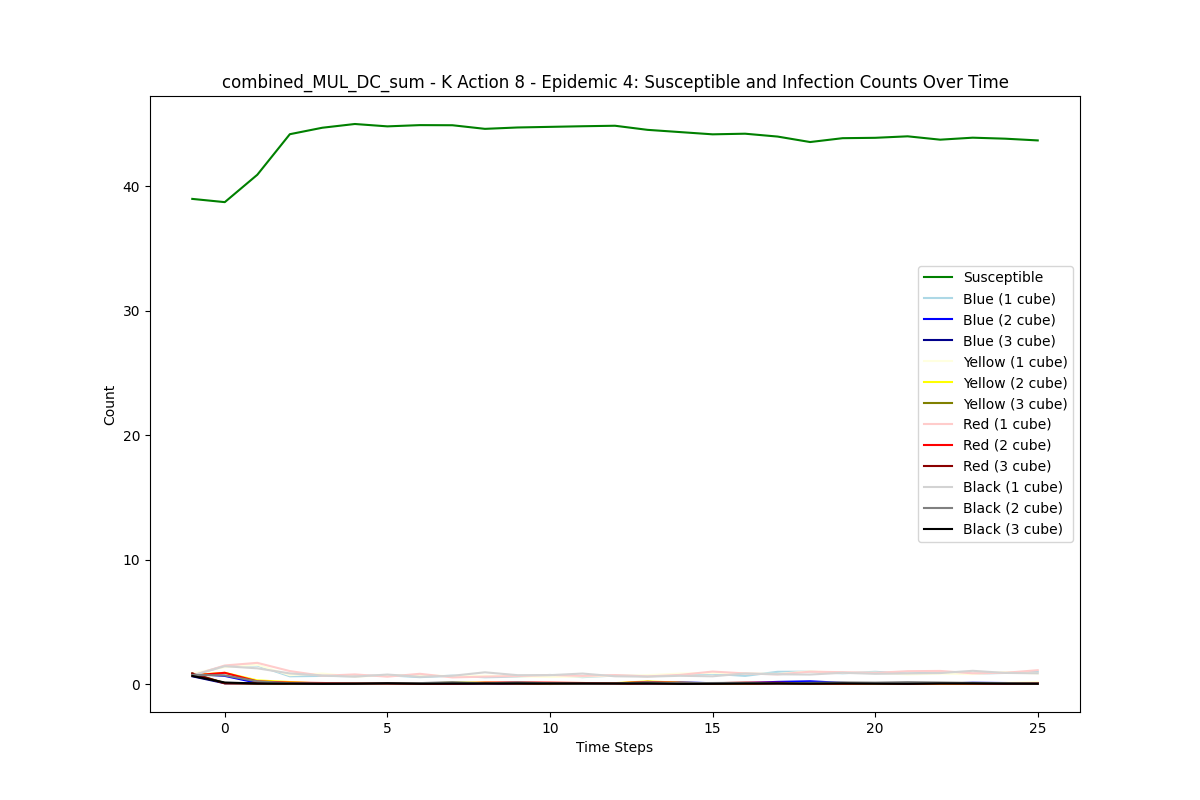 combined_MUL_DC_sum - K Action 8 - Epidemic 4: Susceptible and Infection Counts Over Time
40
30
20
10
0
Count
Susceptible
Blue (1 cube)
Blue (2 cube)
Blue (3 cube)
Yellow (1 cube)
Yellow (2 cube)
Yellow (3 cube)
Red (1 cube)
Red (2 cube)
Red (3 cube)
Black (1 cube)
Black (2 cube)
Black (3 cube)
0 5 10 15 20 25
Time Steps